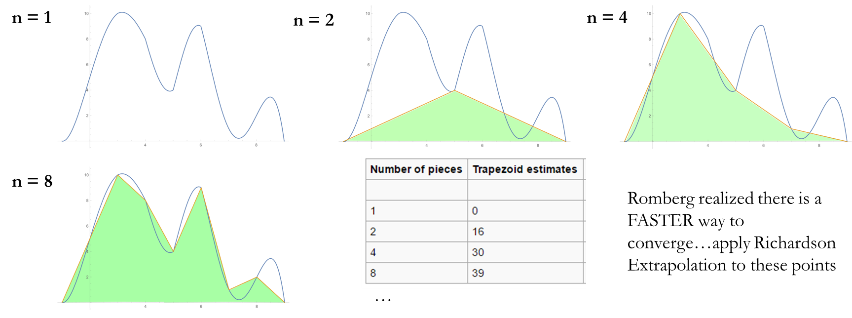 n = 1
n = 2
n = 4
n = 8
Number of pieces Trapezoid estimates
1 0
2 16
4 30
8 39
…
Romberg realized there is a
FASTER way to
converge…apply Richardson
Extrapolation to these points